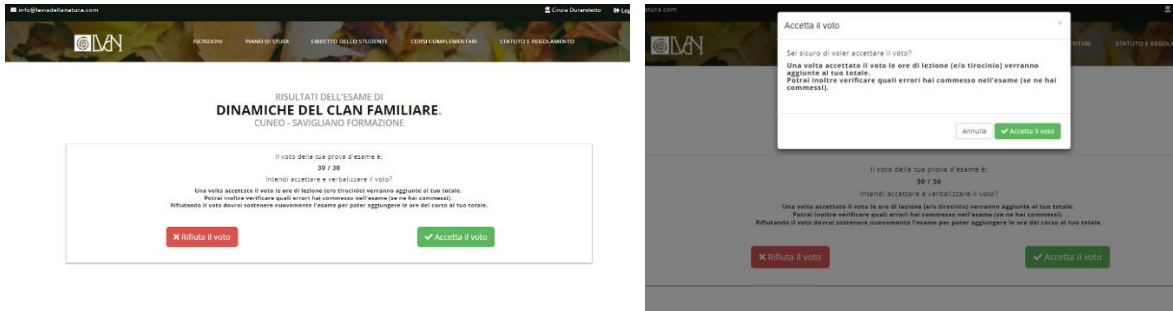 info@laviadellanatura.com
Cinzia Durandetto
Log
LVN
ISCRIZIONI PIANO DI STUDI LIBRETTO DELLO STUDENTE CORSI COMPLEMENTARI STATUTO E REGOLAMENTO
RISULTATI DELL'ESAME DI
DINAMICHE DEL CLAN FAMILIARE.
CUNEO - SAVIGLIANO FORMAZIONE
Il voto della tua prova d'esame è:
30 / 30
Intendi accettare e verbalizzare il voto?
Una volta accettato il voto le ore di lezione (e/o tirocinio) verranno aggiunte al tuo totale.
Potrai inoltre verificare quali errori hai commesso nell'esame (se ne hai commessi).
Rifiutando il voto dovrai sostenere nuovamente l'esame per poter aggiungere le ore del corso al tuo totale.
Rifiuta il voto
Accetta il voto
natura.com
LVN
ENTARI STATUTO E REGOLA
Accetta il voto
×
Sei sicuro di voler accettare il voto?
Una volta accettato il voto le ore di lezione (e/o tirocinio) verranno
aggiunte al tuo totale.
Potrai inoltre verificare quali errori hai commesso nell'esame (se ne hai
commessi).
Annulla
Accetta il voto
Il voto della tua prova d'esame è:
30 / 30
Intendi accettare e verbalizzare il voto?
Una volta accettato il voto le ore di lezione (e/o tirocinio) verranno aggiunte al tuo totale.
Potrai inoltre verificare quali errori hai commesso nell'esame (se ne hai commessi).
Rifiutando il voto dovrai sostenere nuovamente l'esame per poter aggiungere le ore del corso al tuo totale.
Rifiuta il voto
Accetta il voto